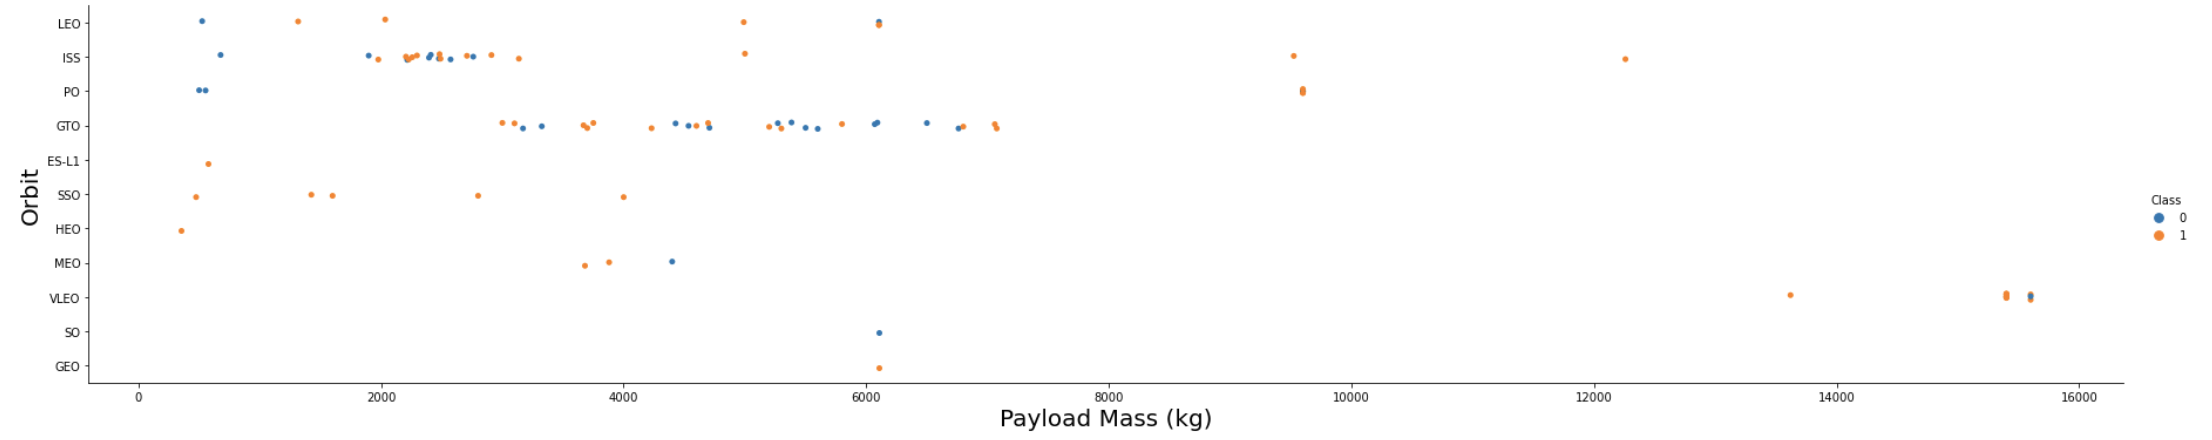 LEO
ISS
PO
GTO
ES-L1
SSO
HEO
MEO
VLEO
SO
GEO
Orbit
0 2000 4000 6000 8000 10000 12000 14000 16000
Payload Mass (kg)
Class
0
1